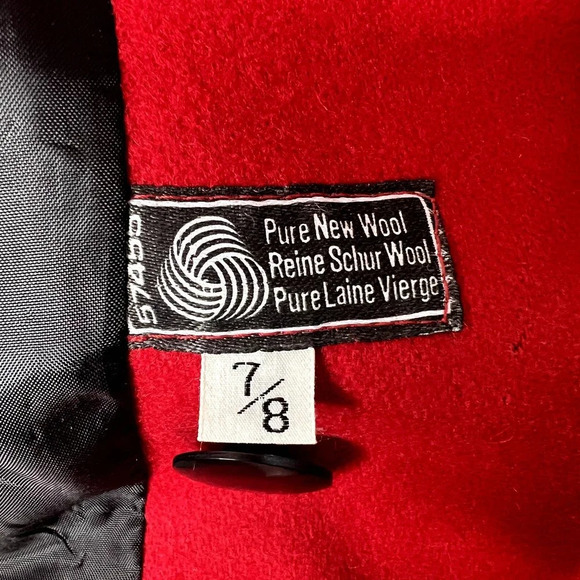 57450
Pure New Wool
Reine Schur Wool
Pure Laine Vierge
7/8